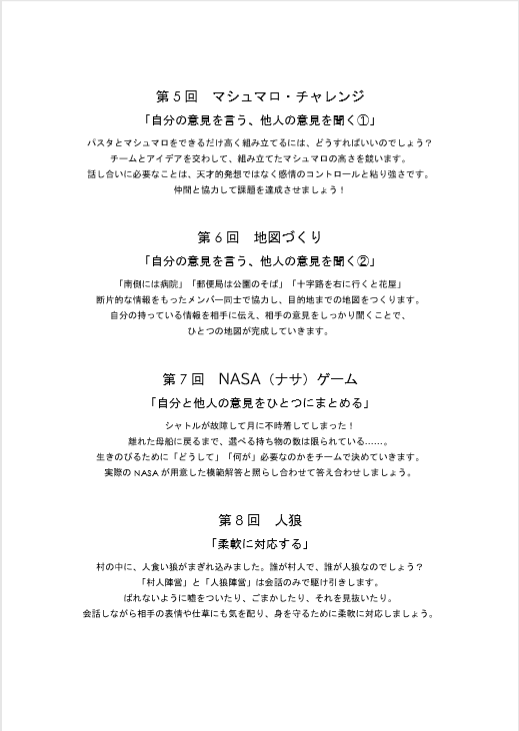 第5回　マシュマロ・チャレンジ
「自分の意見を言う、他人の意見を聞く①」
パスタとマシュマロをできるだけ高く組み立てるには、どうすればいいのでしょう？
チームとアイデアを交わして、組み立てたマシュマロの高さを競います。
話し合いに必要なことは、天才的発想ではなく感情のコントロールと粘り強さです。
仲間と協力して課題を達成させましょう！
第6回　地図づくり
「自分の意見を言う、他人の意見を聞く②」
「南側には病院」「郵便局は公園のそば」「十字路を右に行くと花屋」
断片的な情報をもったメンバー同士で協力し、目的地までの地図をつくります。
自分の持っている情報を相手に伝え、相手の意見をしっかり聞くことで、
ひとつの地図が完成していきます。
第7回　NASA（ナサ）ゲーム
「自分と他人の意見をひとつにまとめる」
シャトルが故障して月に不時着してしまった！
離れた母船に戻るまで、選べる持ち物の数は限られている……。
生きのびるために「どうして」「何が」必要なのかをチームで決めていきます。
実際のNASAが用意した模範解答と照らし合わせて答え合わせしましょう。
第8回　人狼
「柔軟に対応する」
村の中に、人食い狼がまぎれ込みました。誰が村人で、誰が人狼なのでしょう？
「村人陣営」と「人狼陣営」は会話のみで駆け引きします。
ばれないように嘘をついたり、ごまかしたり、それを見抜いたり。
会話しながら相手の表情や仕草にも気を配り、身を守るために柔軟に対応しましょう。